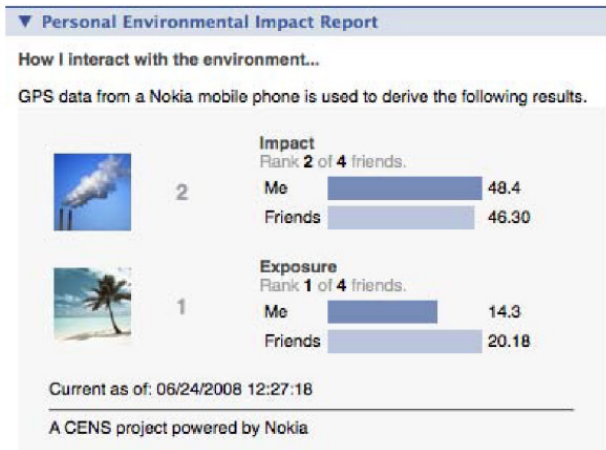 Personal Environmental Impact Report
How I interact with the environment...
GPS data from a Nokia mobile phone is used to derive the following results.
2
Impact
Rank 2 of 4 friends.
Me 48.4
Friends 46.30
1
Exposure
Rank 1 of 4 friends.
Me 14.3
Friends 20.18
Current as of: 06/24/2008 12:27:18
A CENS project powered by Nokia